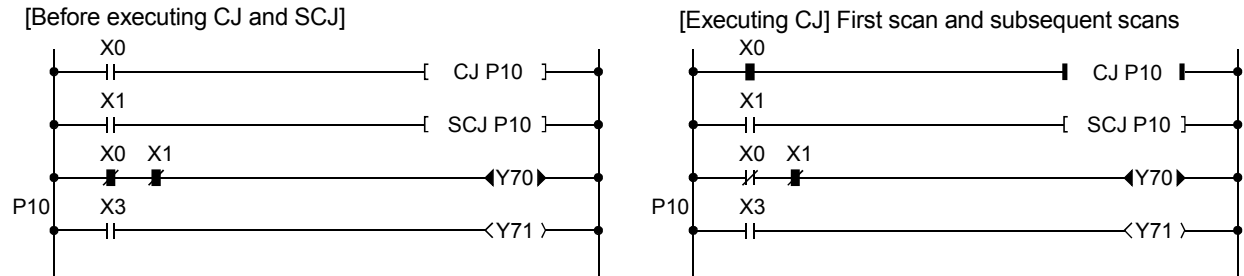 [Before executing CJ and SCJ]
X0
CJ P10
X1
SCJ P10
X0 X1
Y70
P10 X3
Y71
[Executing CJ] First scan and subsequent scans
X0
CJ P10
X1
SCJ P10
X0 X1
Y70
P10 X3
Y71